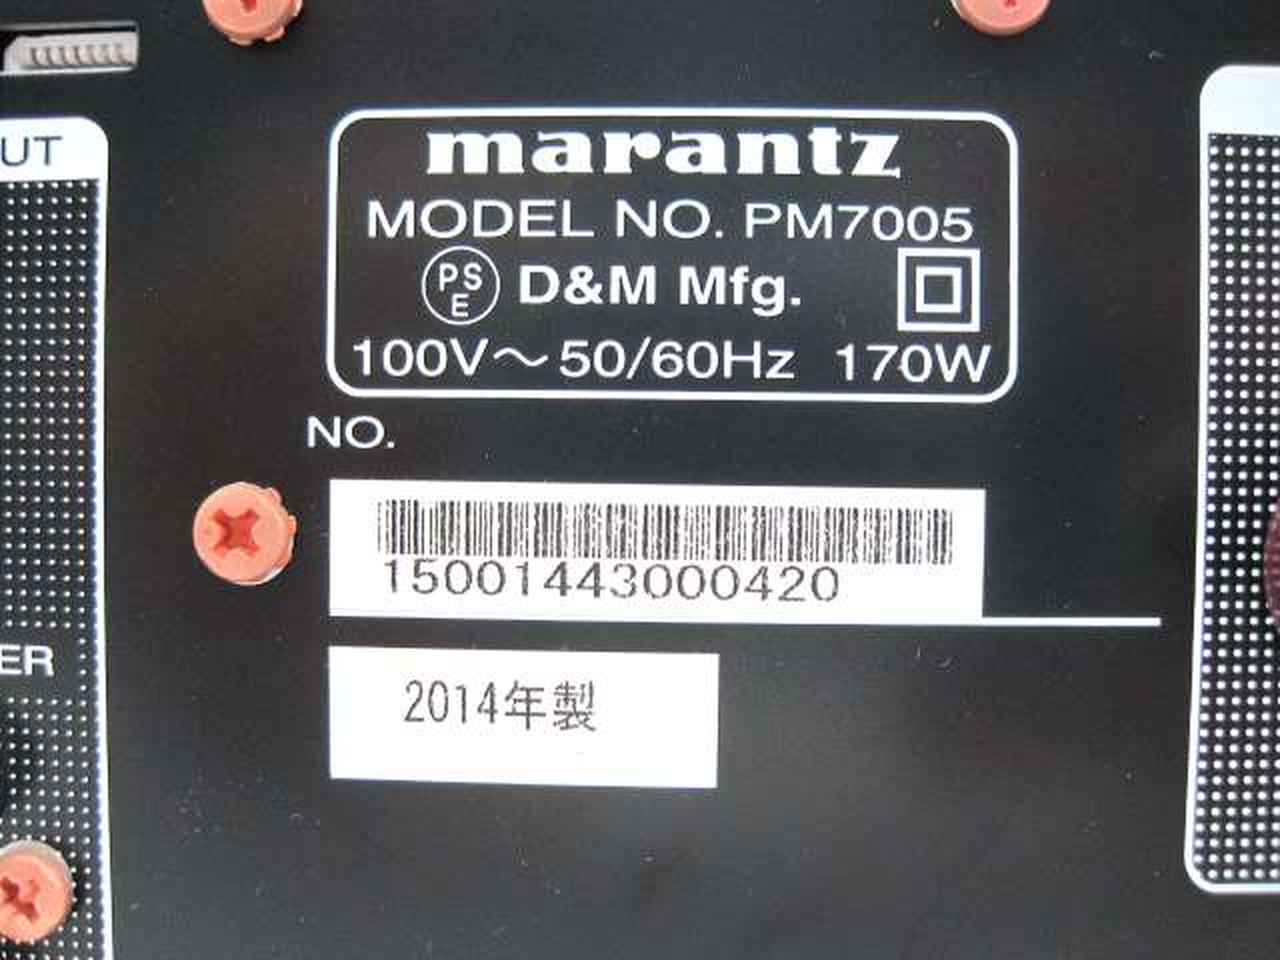 UT
marantz
MODEL NO. PM7005
PSE D&M Mfg.
100V～50/60Hz 170W
NO.
15001443000420
ER
2014年製